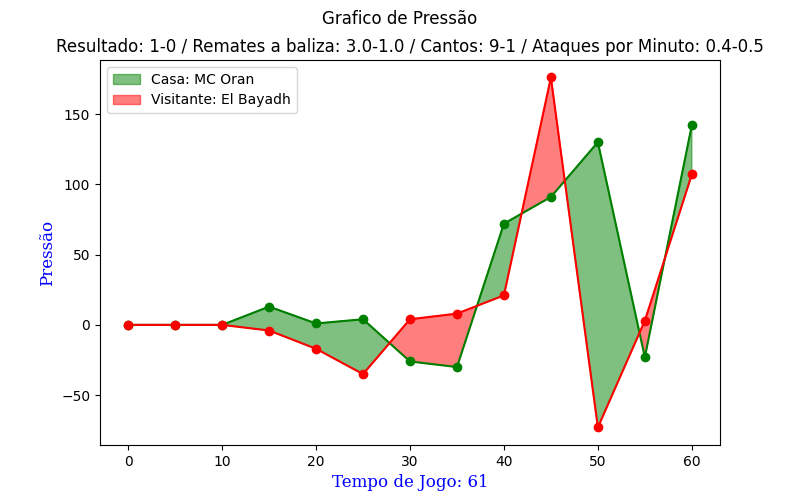 Grafico de Pressão
Resultado: 1-0 / Remates a baliza: 3.0-1.0 / Cantos: 9-1 / Ataques por Minuto: 0.4-0.5
Casa: MC Oran
Visitante: El Bayadh
150
100
50
0
−50
Pressão
0 10 20 30 40 50 60
Tempo de Jogo: 61